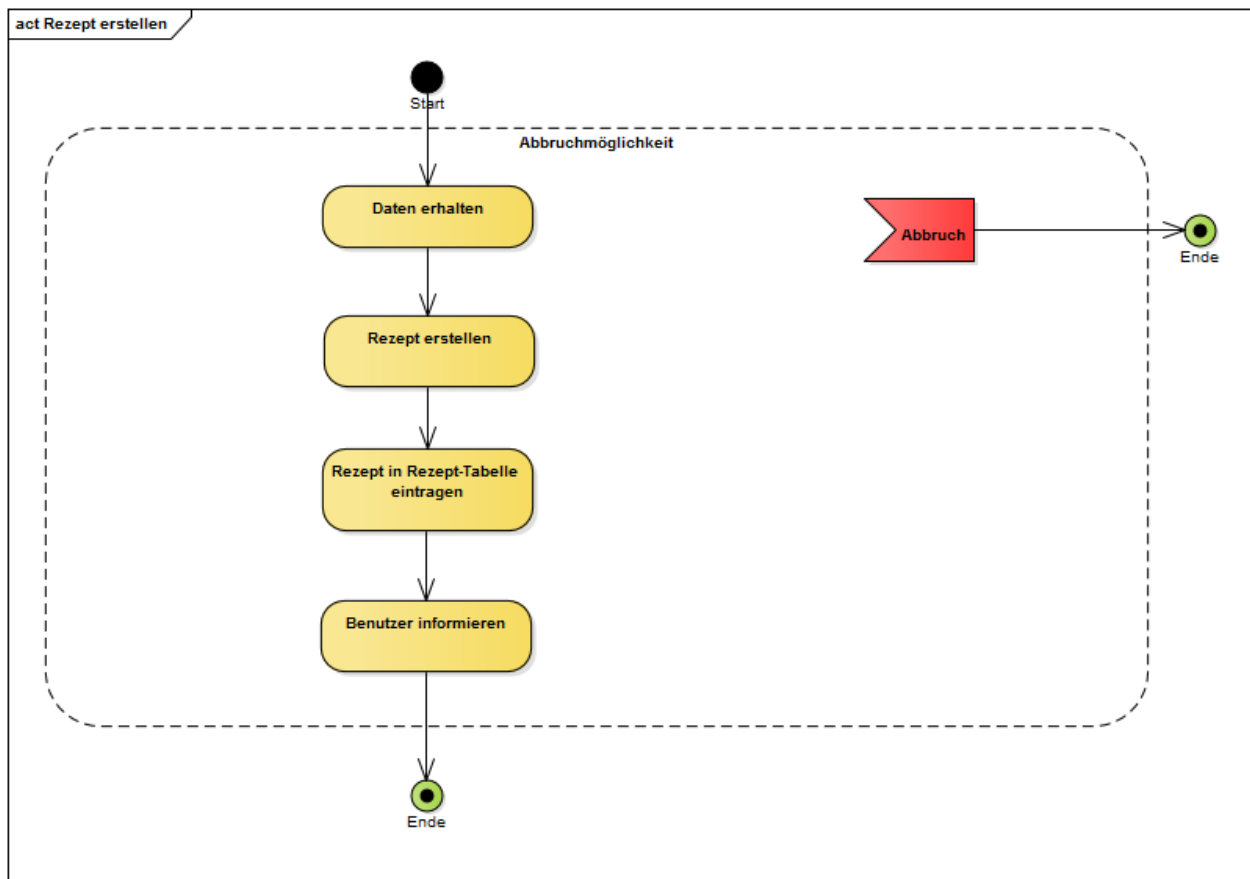 act Rezept erstellen
Start
Abbruchmöglichkeit
Daten erhalten
Abbruch
Ende
Rezept erstellen
Rezept in Rezept-Tabelle
eintragen
Benutzer informieren
Ende